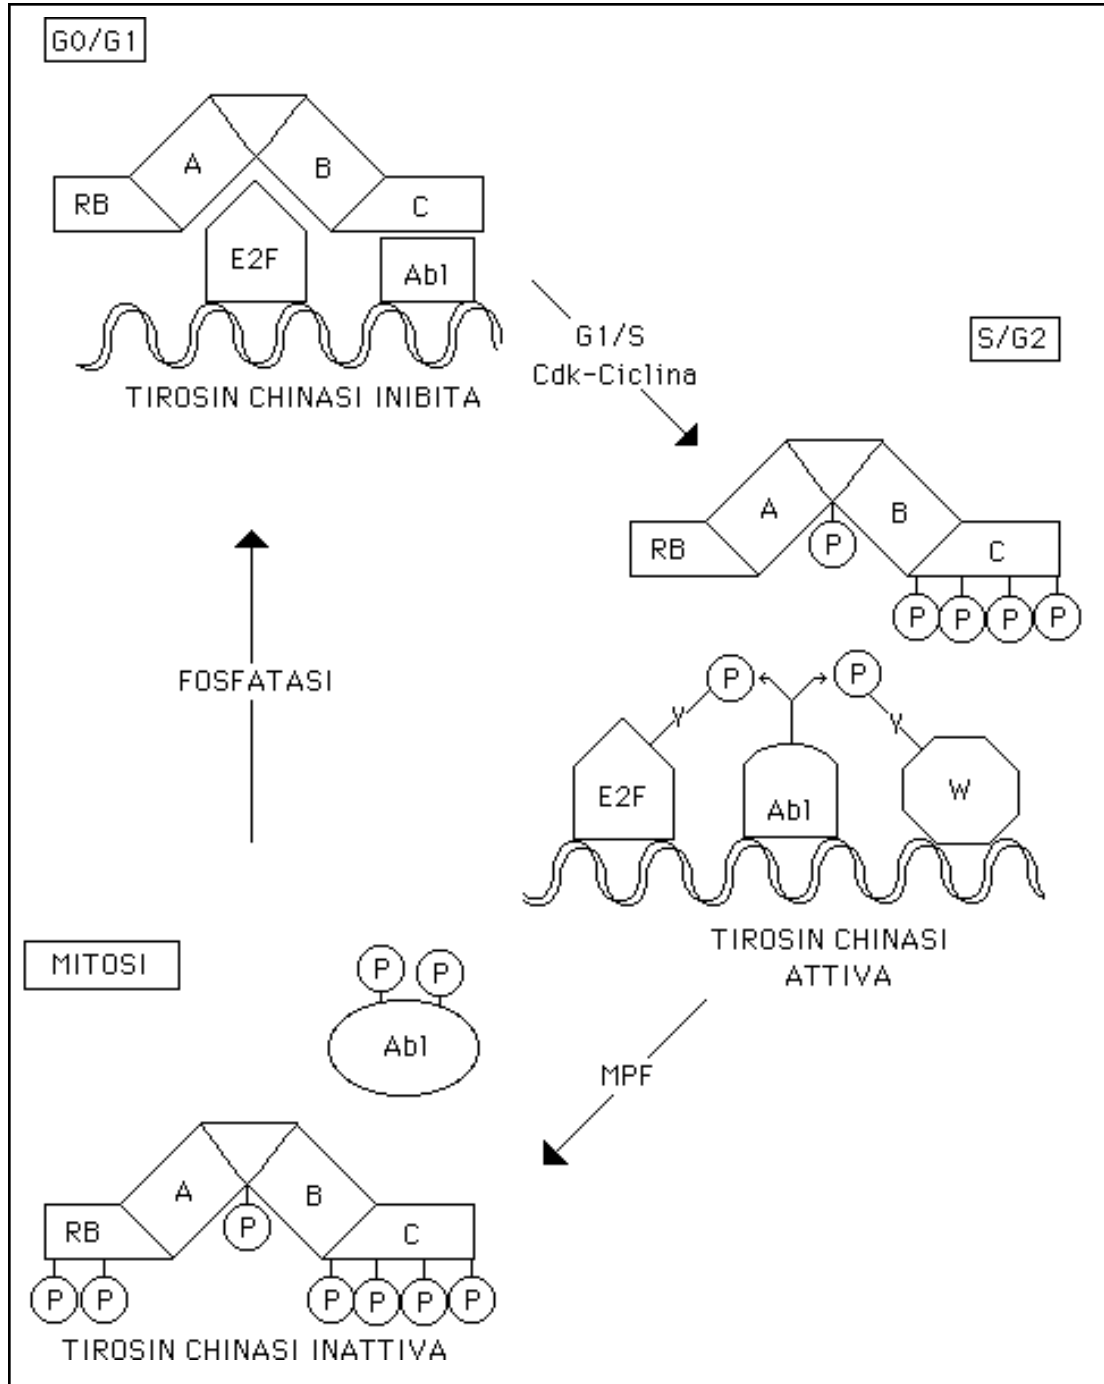 G0/G1
A
B
RB
C
E2F
Abl
TIROSIN CHINASI INIBITA
G1/S
Cdk-Ciclina
S/G2
A
B
RB
P
C
P P P P
P
P
Y
Y
E2F
Abl
W
TIROSIN CHINASI
ATTIVA
FOSFATASI
MITOSI
P P
Abl
MPF
A
B
RB
P
C
P P
P P P P
TIROSIN CHINASI INATTIVA